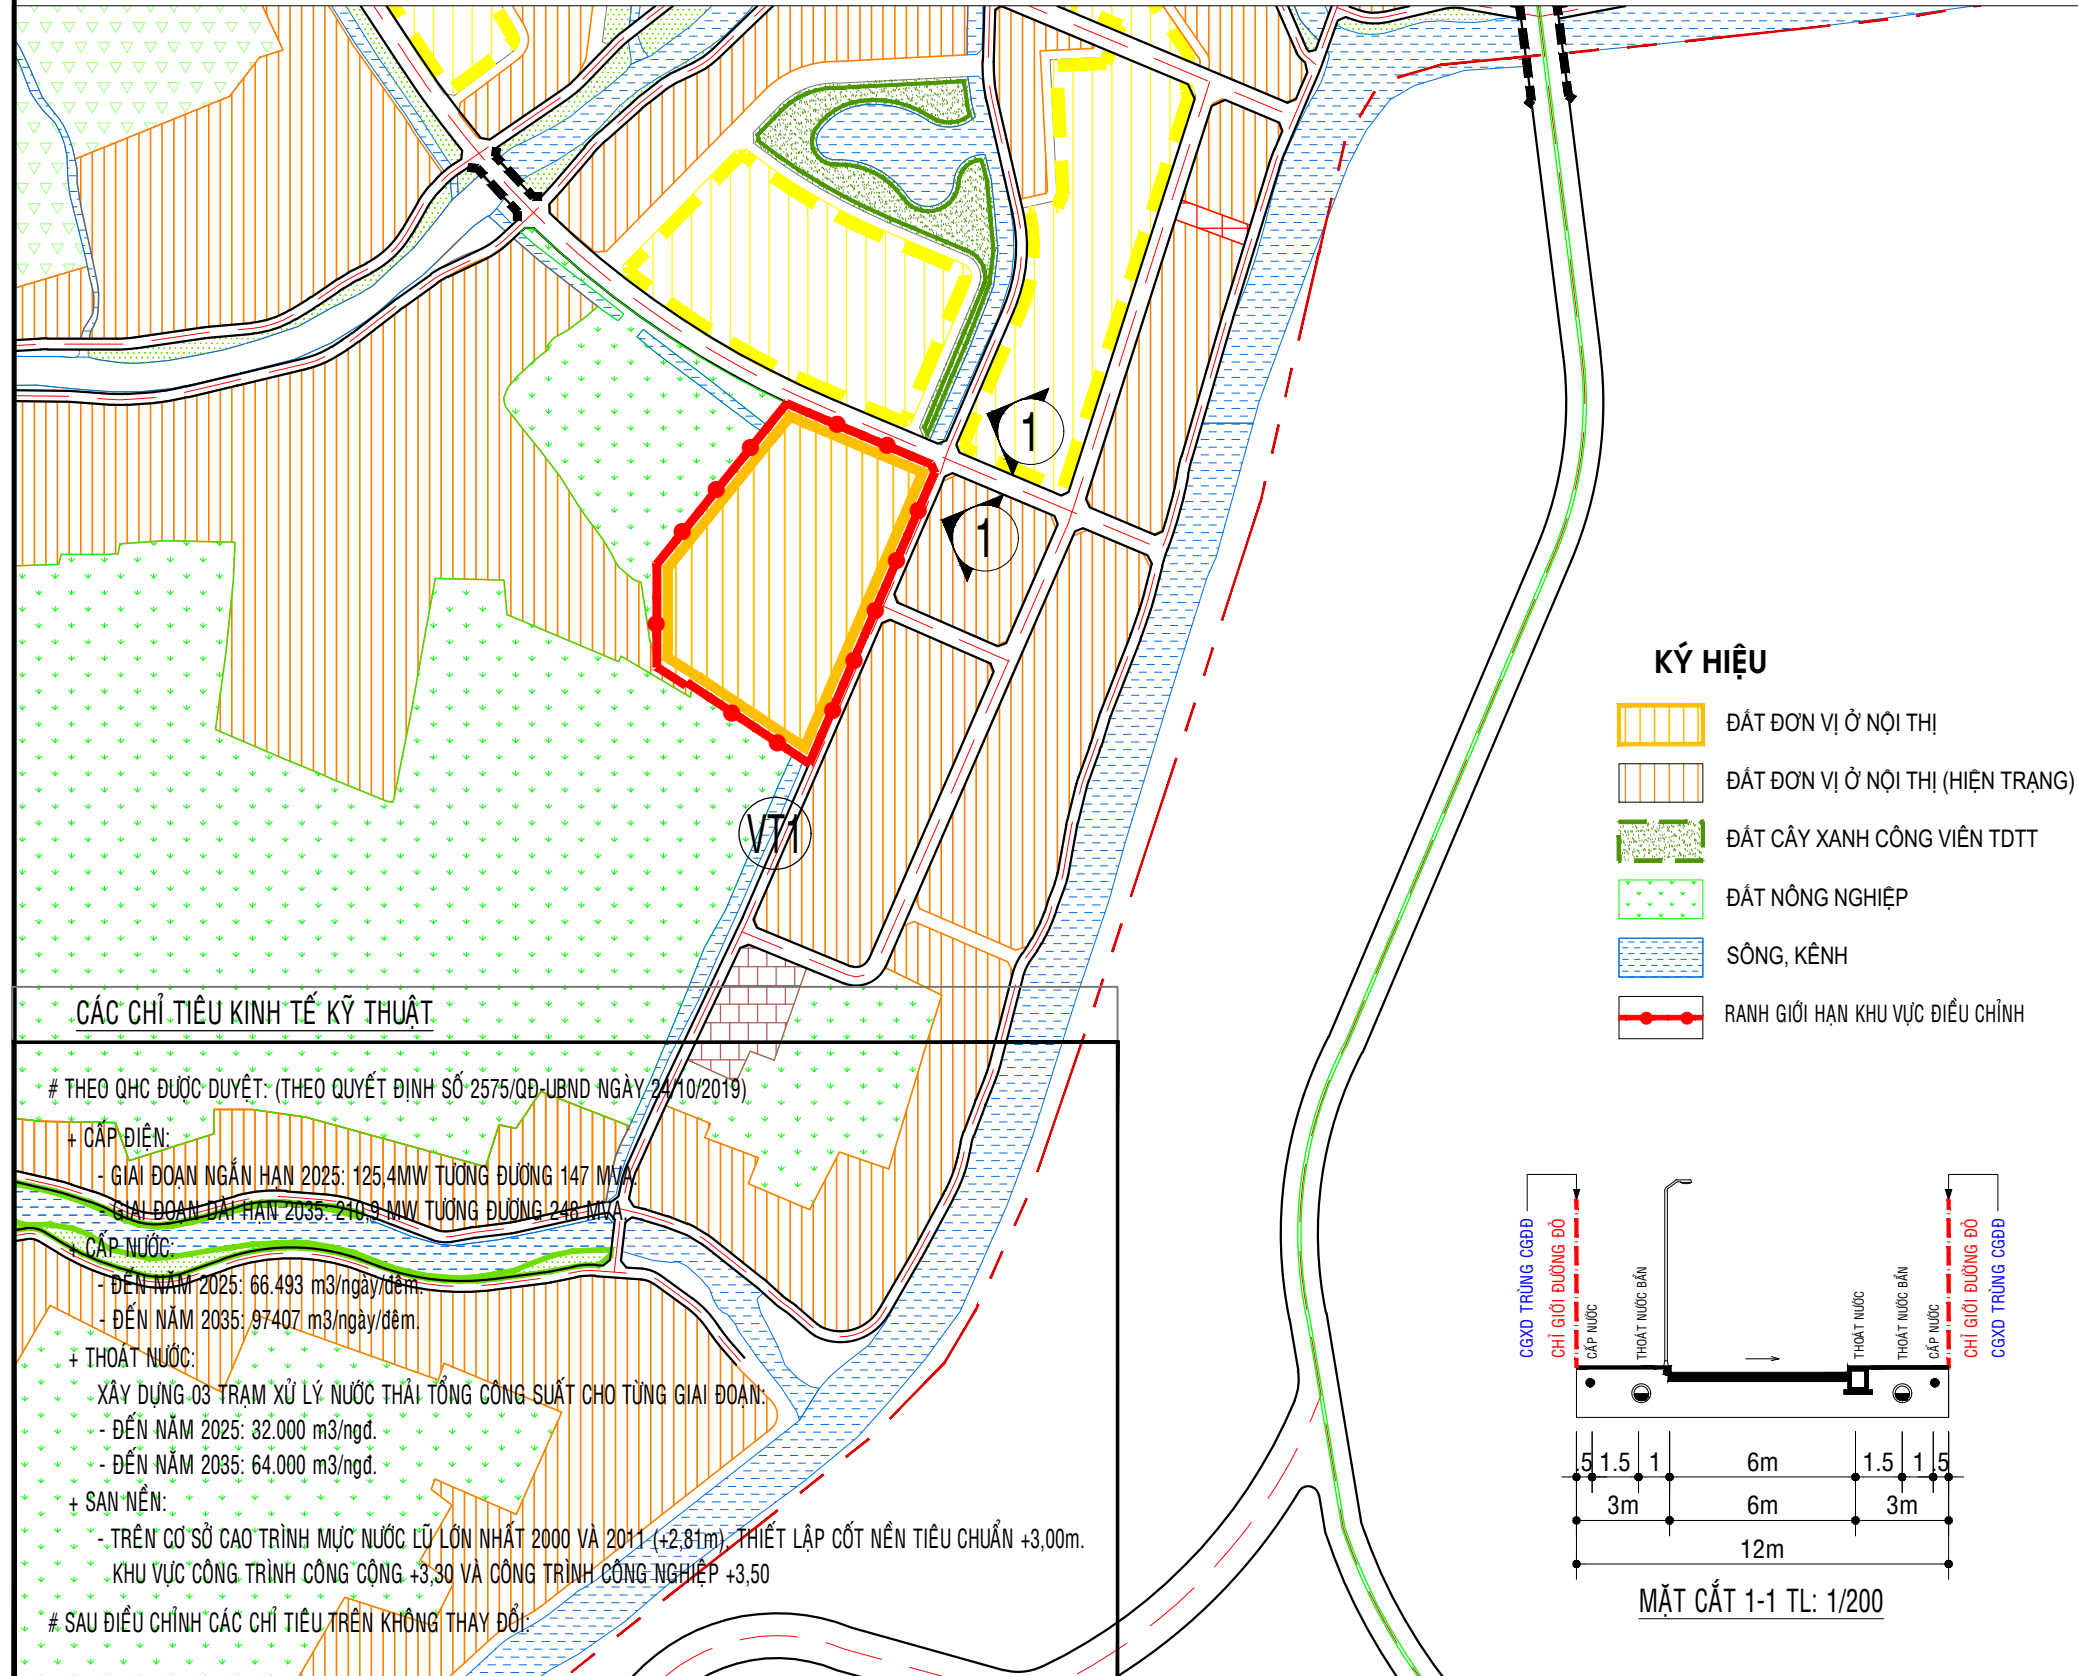 1
1
VT1
KÝ HIỆU
ĐẤT ĐƠN VỊ Ở NỘI THỊ
ĐẤT ĐƠN VỊ Ở NỘI THỊ (HIỆN TRẠNG)
ĐẤT CÂY XANH CÔNG VIÊN TDTT
ĐẤT NÔNG NGHIỆP
SÔNG, KÊNH
RANH GIỚI HẠN KHU VỰC ĐIỀU CHỈNH
CÁC CHỈ TIÊU KINH TẾ KỸ THUẬT
# THEO QHC ĐƯỢC DUYỆT: (THEO QUYẾT ĐỊNH SỐ 2575/QĐ-UBND NGÀY 24/10/2019)
+ CẤP ĐIỆN:
- GIAI ĐOẠN NGẮN HẠN 2025: 125,4MW TƯƠNG ĐƯƠNG 147 MVA.
- GIAI ĐOẠN DÀI HẠN 2035: 210,9 MW TƯƠNG ĐƯƠNG 248 MVA.
+ CẤP NƯỚC:
- ĐẾN NĂM 2025: 66.493 m3/ngày/đêm.
- ĐẾN NĂM 2035: 97407 m3/ngày/đêm.
+ THOÁT NƯỚC:
XÂY DỰNG 03 TRẠM XỬ LÝ NƯỚC THẢI TỔNG CÔNG SUẤT CHO TỪNG GIAI ĐOẠN:
- ĐẾN NĂM 2025: 32.000 m3/ngđ.
- ĐẾN NĂM 2035: 64.000 m3/ngđ.
+ SAN NỀN:
- TRÊN CƠ SỞ CAO TRÌNH MỰC NƯỚC LŨ LỚN NHẤT 2000 VÀ 2011 (+2,81m), THIẾT LẬP CỐT NỀN TIÊU CHUẨN +3,00m.
KHU VỰC CÔNG TRÌNH CÔNG CỘNG +3,30 VÀ CÔNG TRÌNH CÔNG NGHIỆP +3,50
# SAU ĐIỀU CHỈNH CÁC CHỈ TIÊU TRÊN KHÔNG THAY ĐỔI.
CGXD TRÙNG CGĐĐ
CHỈ GIỚI ĐƯỜNG ĐỎ
CẤP NƯỚC
THOÁT NƯỚC BẨN
THOÁT NƯỚC
THOÁT NƯỚC BẨN
CẤP NƯỚC
CHỈ GIỚI ĐƯỜNG ĐỎ
CGXD TRÙNG CGĐĐ
.5 1.5 1 6m 1.5 1 .5
3m 6m 3m
12m
MẶT CẮT 1-1 TL: 1/200